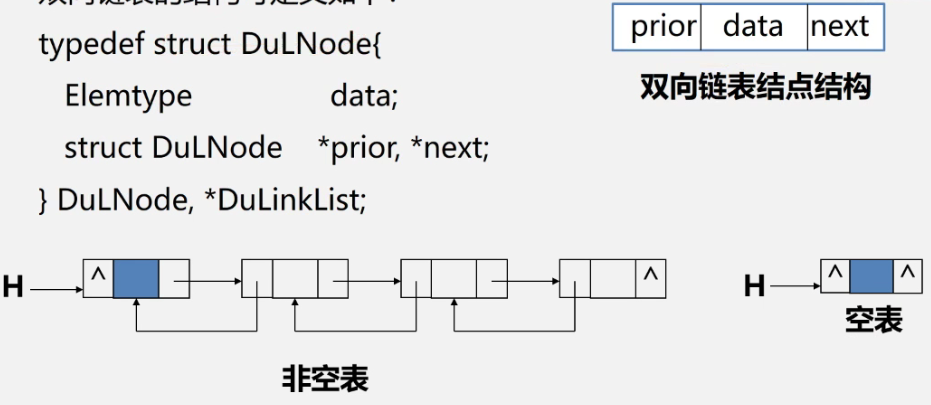 typedef struct DuLNode{
Elemtype data;
struct DuLNode *prior, *next;
} DuLNode, *DuLinkList;
prior data next
双向链表结点结构
H ^ ^
非空表
H ^ ^
空表